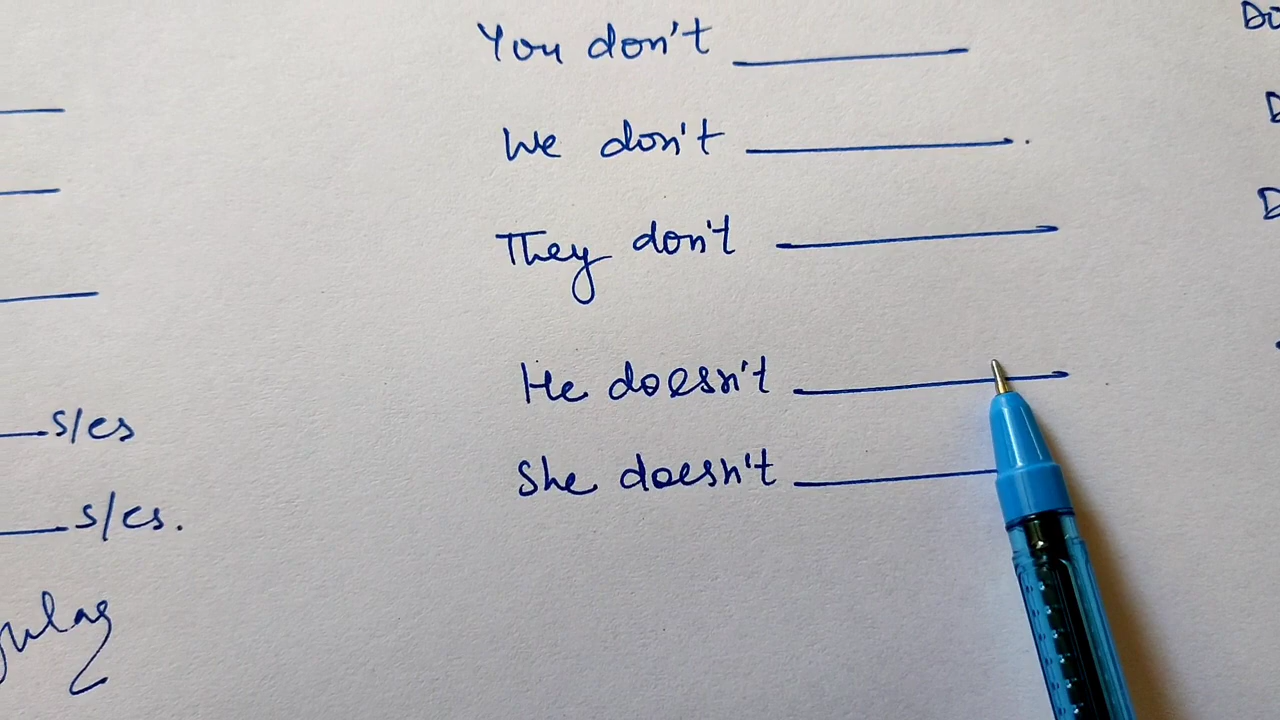 You don't
We don't .
They don't
He doesn't
She doesn't
s/es
s/es.